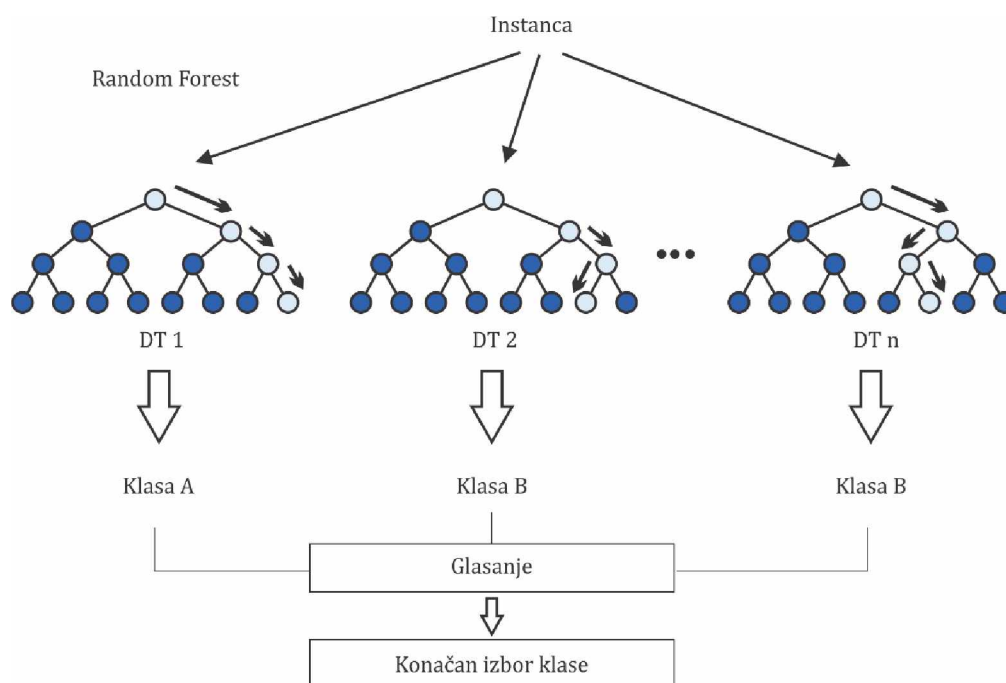 Instanca
Random Forest
DT 1
DT 2
DT n
Klasa A
Klasa B
Klasa B
Glasanje
Konačan izbor klase